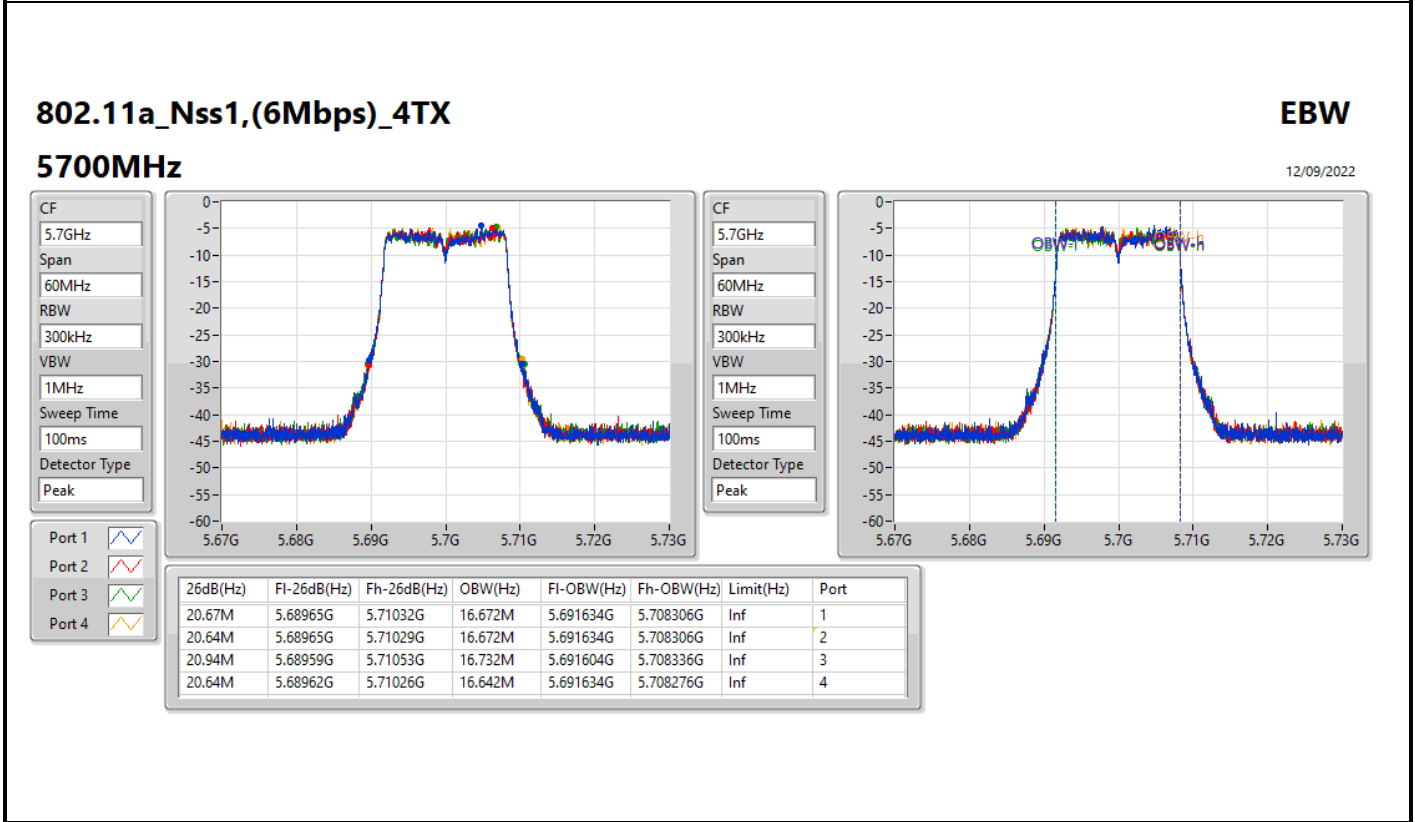 802.11a_Nss1,(6Mbps)_4TX
EBW
5700MHz
12/09/2022
CF
5.7GHz
Span
60MHz
RBW
300kHz
VBW
1MHz
Sweep Time
100ms
Detector Type
Peak
0
-5
-10
-15
-20
-25
-30
-35
-40
-45
-50
-55
-60
5.67G 5.68G 5.69G 5.7G 5.71G 5.72G 5.73G
CF
5.7GHz
Span
60MHz
RBW
300kHz
VBW
1MHz
Sweep Time
100ms
Detector Type
Peak
0
-5
-10
-15
-20
-25
-30
-35
-40
-45
-50
-55
-60
OBW-l OBW-h
5.67G 5.68G 5.69G 5.7G 5.71G 5.72G 5.73G
Port 1
Port 2
Port 3
Port 4
26dB(Hz) Fl-26dB(Hz) Fh-26dB(Hz) OBW(Hz) Fl-OBW(Hz) Fh-OBW(Hz) Limit(Hz) Port
20.67M 5.68965G 5.71032G 16.672M 5.691634G 5.708306G Inf 1
20.64M 5.68965G 5.71029G 16.672M 5.691634G 5.708306G Inf 2
20.94M 5.68959G 5.71053G 16.732M 5.691604G 5.708336G Inf 3
20.64M 5.68962G 5.71026G 16.642M 5.691634G 5.708276G Inf 4